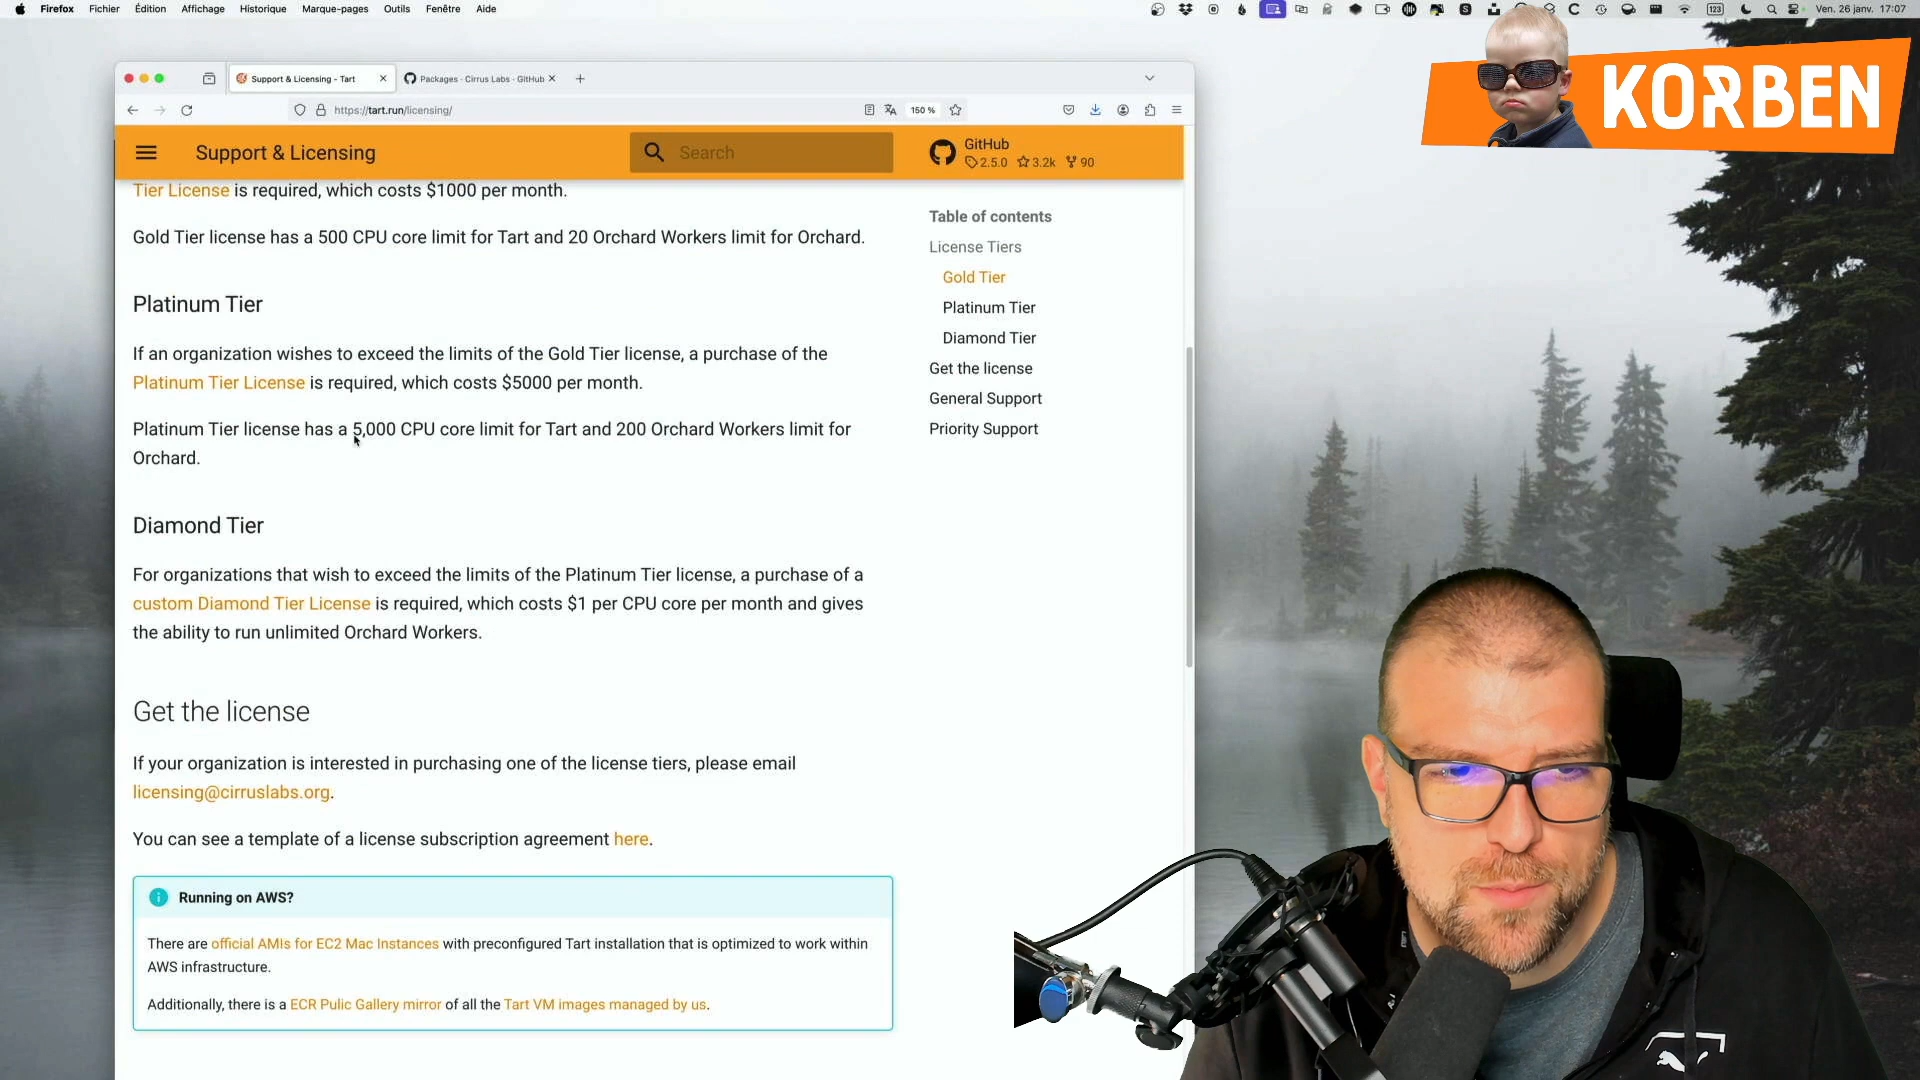 Firefox Fichier Édition Affichage Historique Marque-pages Outils Fenêtre Aide
Ven. 26 janv. 17:07
KORBEN
Support & Licensing - Tart
Packages · Cirrus Labs · GitHub
https://tart.run/licensing/
150 %
Support & Licensing
Search
GitHub
2.5.0 3.2k 90
Tier License is required, which costs $1000 per month.
Gold Tier license has a 500 CPU core limit for Tart and 20 Orchard Workers limit for Orchard.
Platinum Tier
If an organization wishes to exceed the limits of the Gold Tier license, a purchase of the
Platinum Tier License is required, which costs $5000 per month.
Platinum Tier license has a 5,000 CPU core limit for Tart and 200 Orchard Workers limit for
Orchard.
Diamond Tier
For organizations that wish to exceed the limits of the Platinum Tier license, a purchase of a
custom Diamond Tier License is required, which costs $1 per CPU core per month and gives
the ability to run unlimited Orchard Workers.
Get the license
If your organization is interested in purchasing one of the license tiers, please email
licensing@cirruslabs.org.
You can see a template of a license subscription agreement here.
Running on AWS?
There are official AMIs for EC2 Mac Instances with preconfigured Tart installation that is optimized to work within
AWS infrastructure.
Additionally, there is a ECR Pulic Gallery mirror of all the Tart VM images managed by us.
Table of contents
License Tiers
Gold Tier
Platinum Tier
Diamond Tier
Get the license
General Support
Priority Support